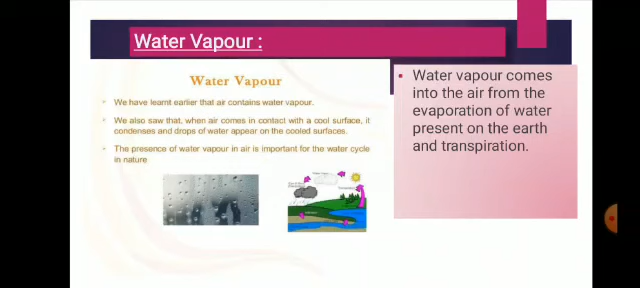 Water Vapour :
Water Vapour
We have learnt earlier that air contains water vapour.
We also saw that, when air comes in contact with a cool surface, it
condenses and drops of water appear on the cooled surfaces.
The presence of water vapour in air is important for the water cycle
in nature
• Water vapour comes
into the air from the
evaporation of water
present on the earth
and transpiration.